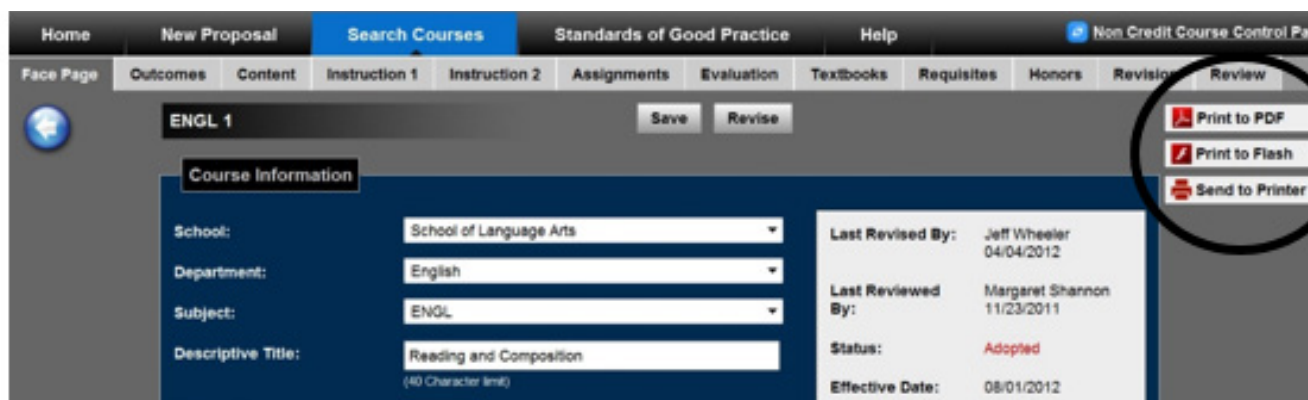 Home New Proposal Search Courses Standards of Good Practice Help Non Credit Course Control
Face Page Outcomes Content Instruction 1 Instruction 2 Assignments Evaluation Textbooks Requisites Honors Revision Review
ENGL 1 Save Revise
Print to PDF
Print to Flash
Send to Printer
Course Information
School: School of Language Arts
Department: English
Subject: ENGL
Descriptive Title: Reading and Composition
(40 Character limit)
Last Revised By: Jeff Wheeler
04/04/2012
Last Reviewed Margaret Shannon
By: 11/23/2011
Status: Adopted
Effective Date: 08/01/2012